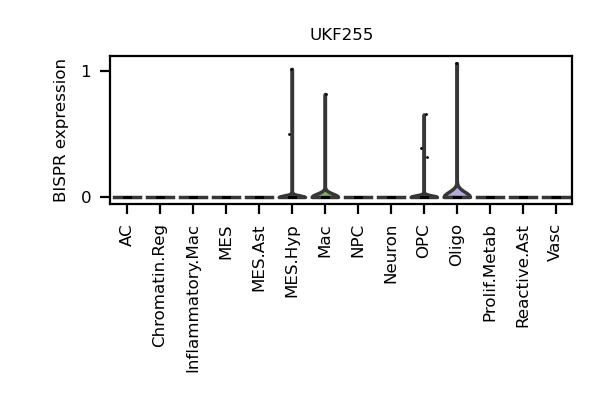 UKF255
BISPR expression
1
0
AC
Chromatin.Reg
Inflammatory.Mac
MES
MES.Ast
MES.Hyp
Mac
NPC
Neuron
OPC
Oligo
Prolif.Metab
Reactive.Ast
Vasc